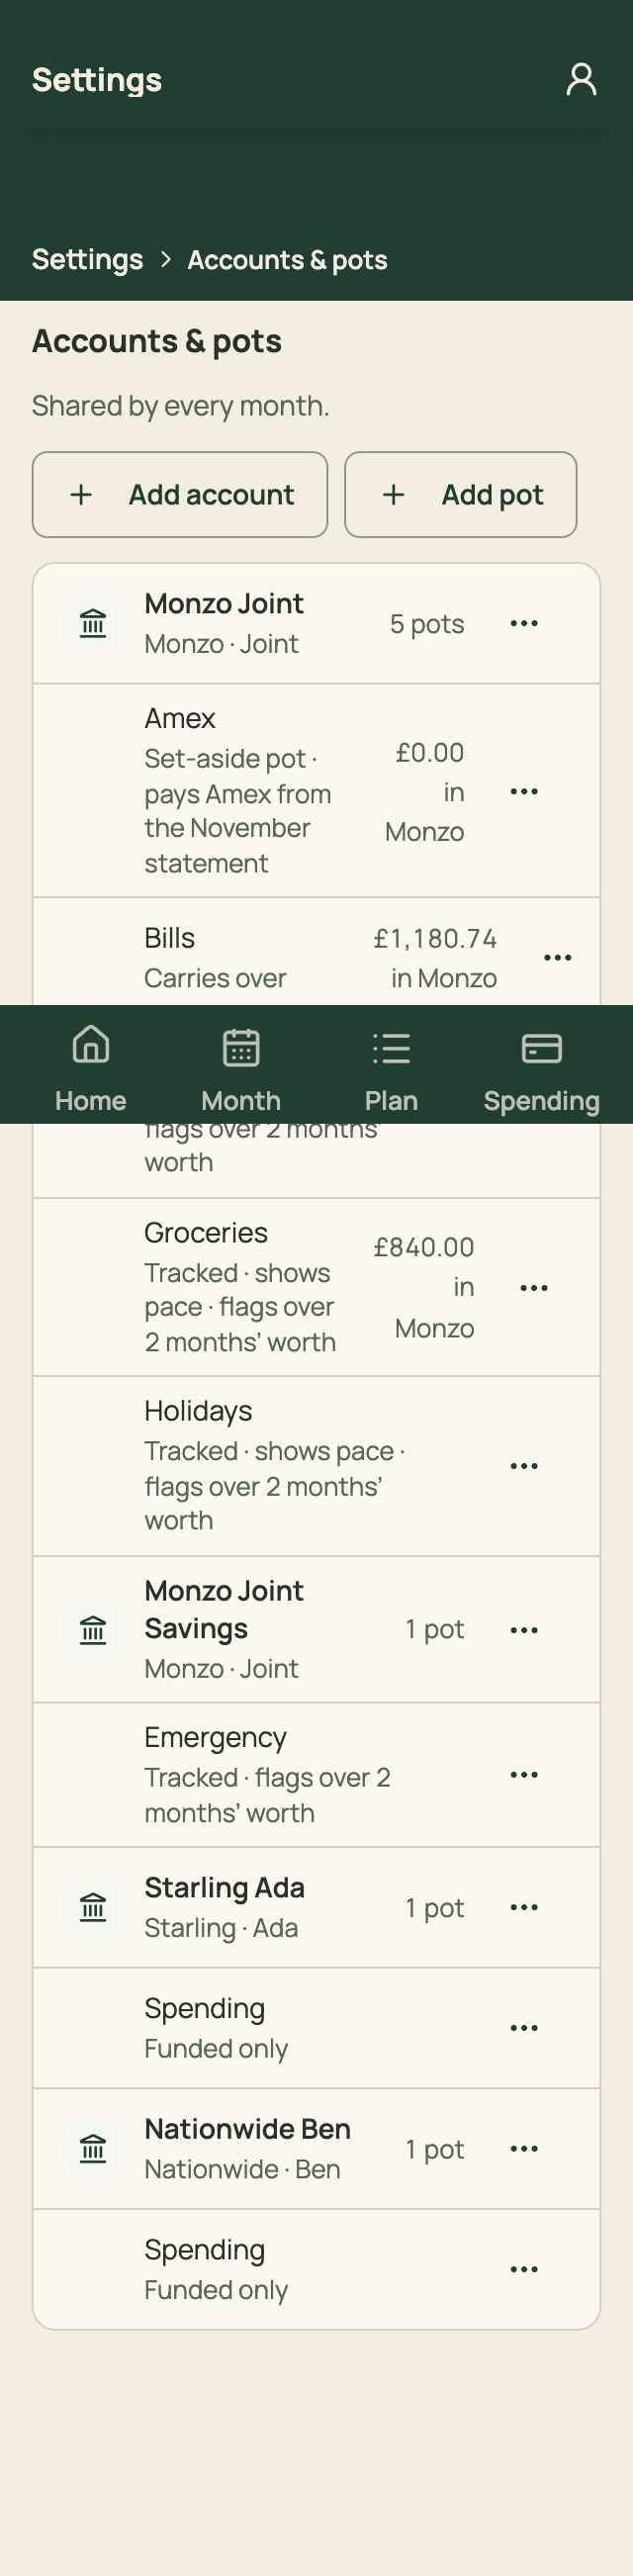 Settings
Settings > Accounts & pots
Accounts & pots
Shared by every month.
+ Add account
+ Add pot
Monzo Joint
Monzo · Joint
5 pots
Amex
Set-aside pot ·
pays Amex from
the November
statement
£0.00
in
Monzo
Bills
Carries over
£1,180.74
in Monzo
Home
Month
Plan
Spending
flags over 2 months’
worth
Groceries
Tracked · shows
pace · flags over
2 months’ worth
£840.00
in
Monzo
Holidays
Tracked · shows pace ·
flags over 2 months’
worth
Monzo Joint
Savings
Monzo · Joint
1 pot
Emergency
Tracked · flags over 2
months’ worth
Starling Ada
Starling · Ada
1 pot
Spending
Funded only
Nationwide Ben
Nationwide · Ben
1 pot
Spending
Funded only